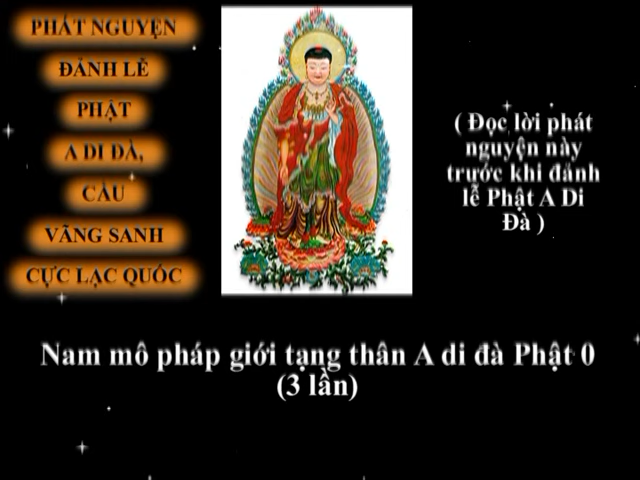 PHÁT NGUYỆN
ĐẢNH LỄ
PHẬT
A DI ĐÀ,
CẦU
VÃNG SANH
CỰC LẠC QUỐC
( Đọc lời phát
nguyện này
trước khi đảnh
lễ Phật A Di
Đà )
Nam mô pháp giới tạng thân A di đà Phật 0
(3 lần)